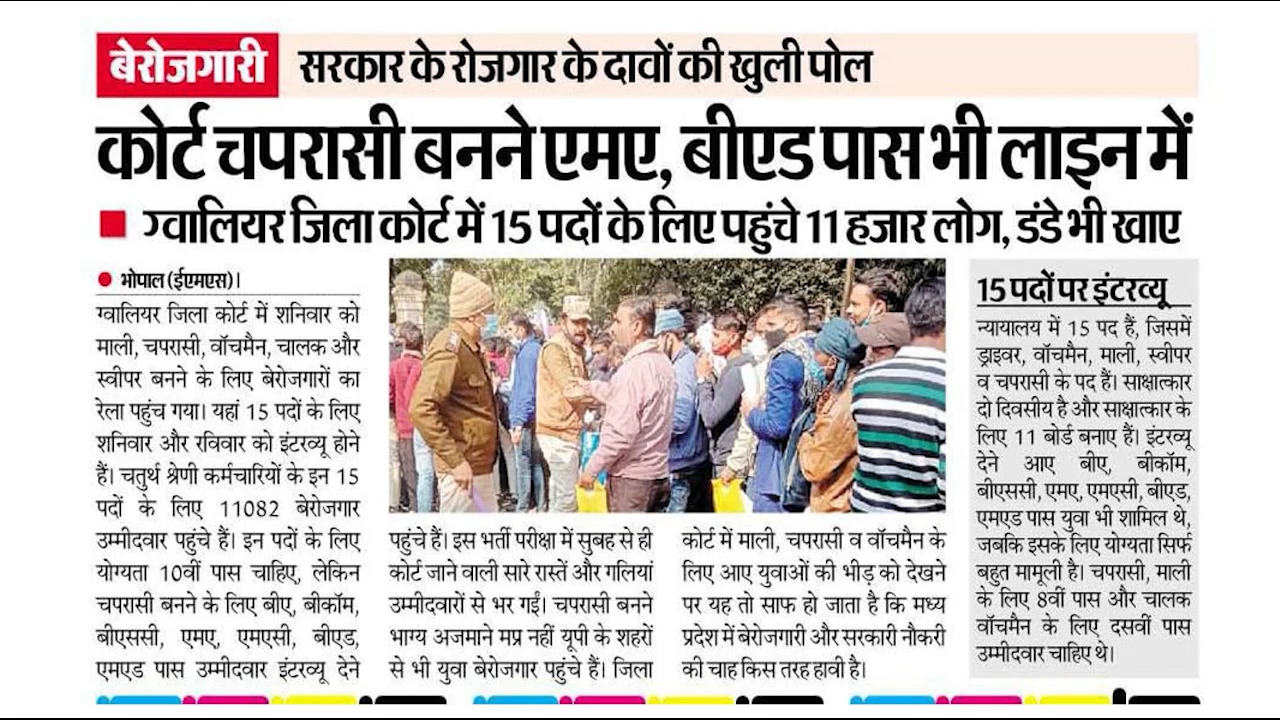 बेरोजगारी
सरकार के रोजगार के दावों की खुली पोल
कोर्ट चपरासी बनने एमए, बीएड पास भी लाइन में
ग्वालियर जिला कोर्ट में 15 पदों के लिए पहुंचे 11 हजार लोग, डंडे भी खाए
भोपाल (ईएमएस)।
ग्वालियर जिला कोर्ट में शनिवार को
माली, चपरासी, वॉचमैन, चालक और
स्वीपर बनने के लिए बेरोजगारों का
रेला पहुंच गया। यहां 15 पदों के लिए
शनिवार और रविवार को इंटरव्यू होने
हैं। चतुर्थ श्रेणी कर्मचारियों के इन 15
पदों के लिए 11082 बेरोजगार
उम्मीदवार पहुंचे हैं। इन पदों के लिए
योग्यता 10वीं पास चाहिए, लेकिन
चपरासी बनने के लिए बीए, बीकॉम,
बीएससी, एमए, एमएससी, बीएड,
एमएड पास उम्मीदवार इंटरव्यू देने
पहुंचे हैं। इस भर्ती परीक्षा में सुबह से ही
कोर्ट जाने वाली सारे रास्तें और गलियां
उम्मीदवारों से भर गईं। चपरासी बनने
भाग्य अजमाने मप्र नहीं यूपी के शहरों
से भी युवा बेरोजगार पहुंचे हैं। जिला
कोर्ट में माली, चपरासी व वॉचमैन के
लिए आए युवाओं की भीड़ को देखने
पर यह तो साफ हो जाता है कि मध्य
प्रदेश में बेरोजगारी और सरकारी नौकरी
की चाह किस तरह हावी है।
15 पदों पर इंटरव्यू
न्यायालय में 15 पद हैं, जिसमें
ड्राइवर, वॉचमैन, माली, स्वीपर
व चपरासी के पद हैं। साक्षात्कार
दो दिवसीय है और साक्षात्कार के
लिए 11 बोर्ड बनाए हैं। इंटरव्यू
देने आए बीए, बीकॉम,
बीएससी, एमए, एमएससी, बीएड,
एमएड पास युवा भी शामिल थे,
जबकि इसके लिए योग्यता सिर्फ
बहुत मामूली है। चपरासी, माली
के लिए 8वीं पास और चालक
वॉचमैन के लिए दसवीं पास
उम्मीदवार चाहिए थे।